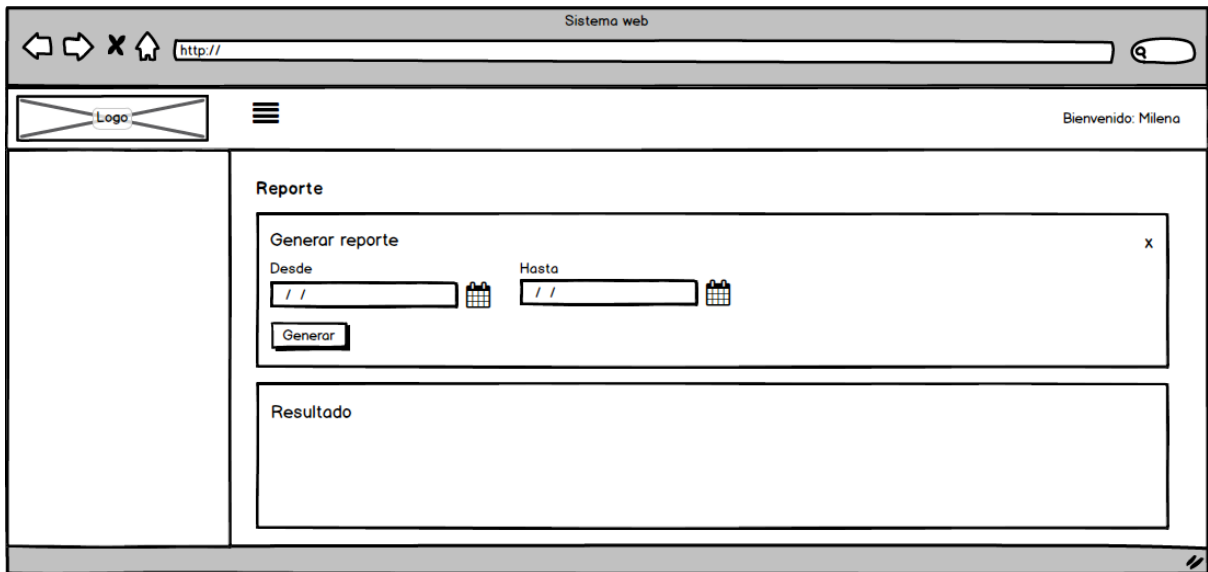 Sistema web
http://
Logo
Bienvenido: Milena
Reporte
Generar reporte x
Desde Hasta
/ / / /
Generar
Resultado